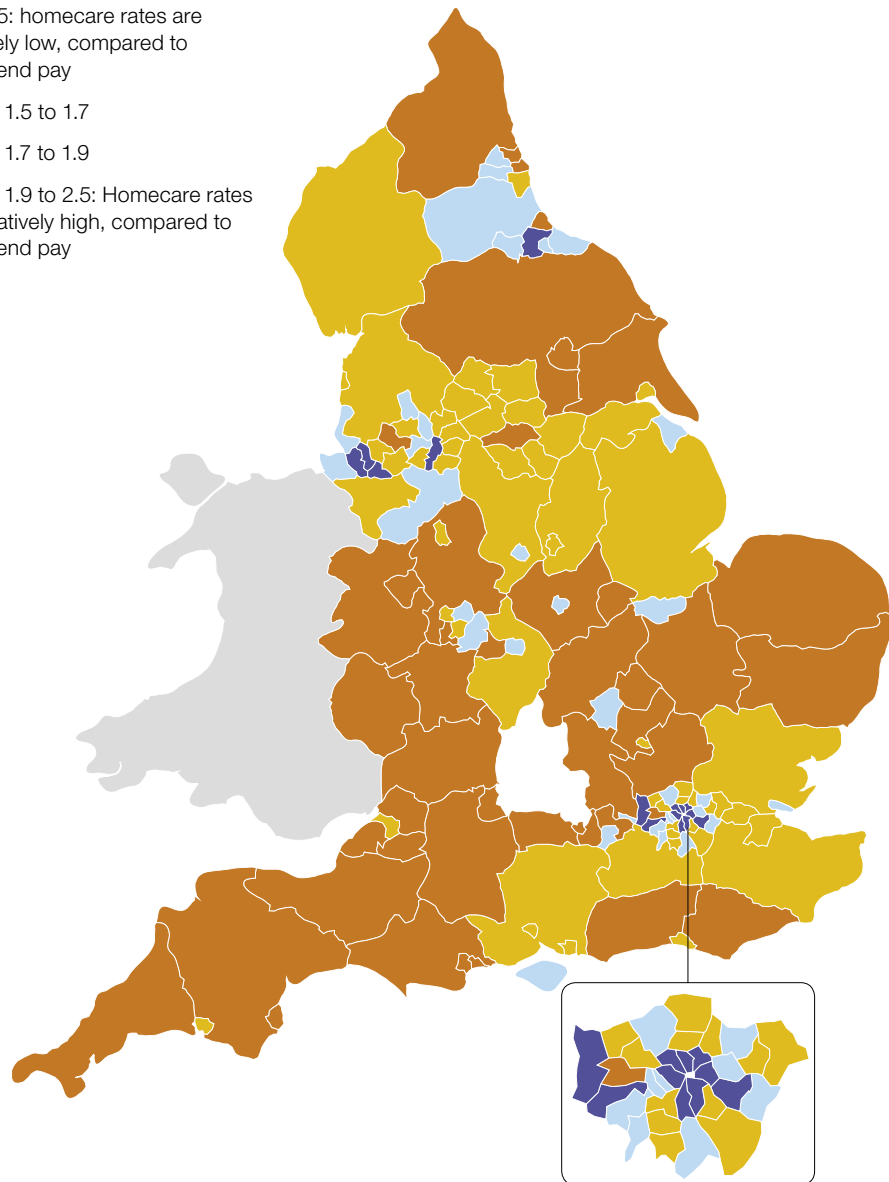 5: homecare rates are
ely low, compared to
end pay
1.5 to 1.7
1.7 to 1.9
1.9 to 2.5: Homecare rates
atively high, compared to
end pay